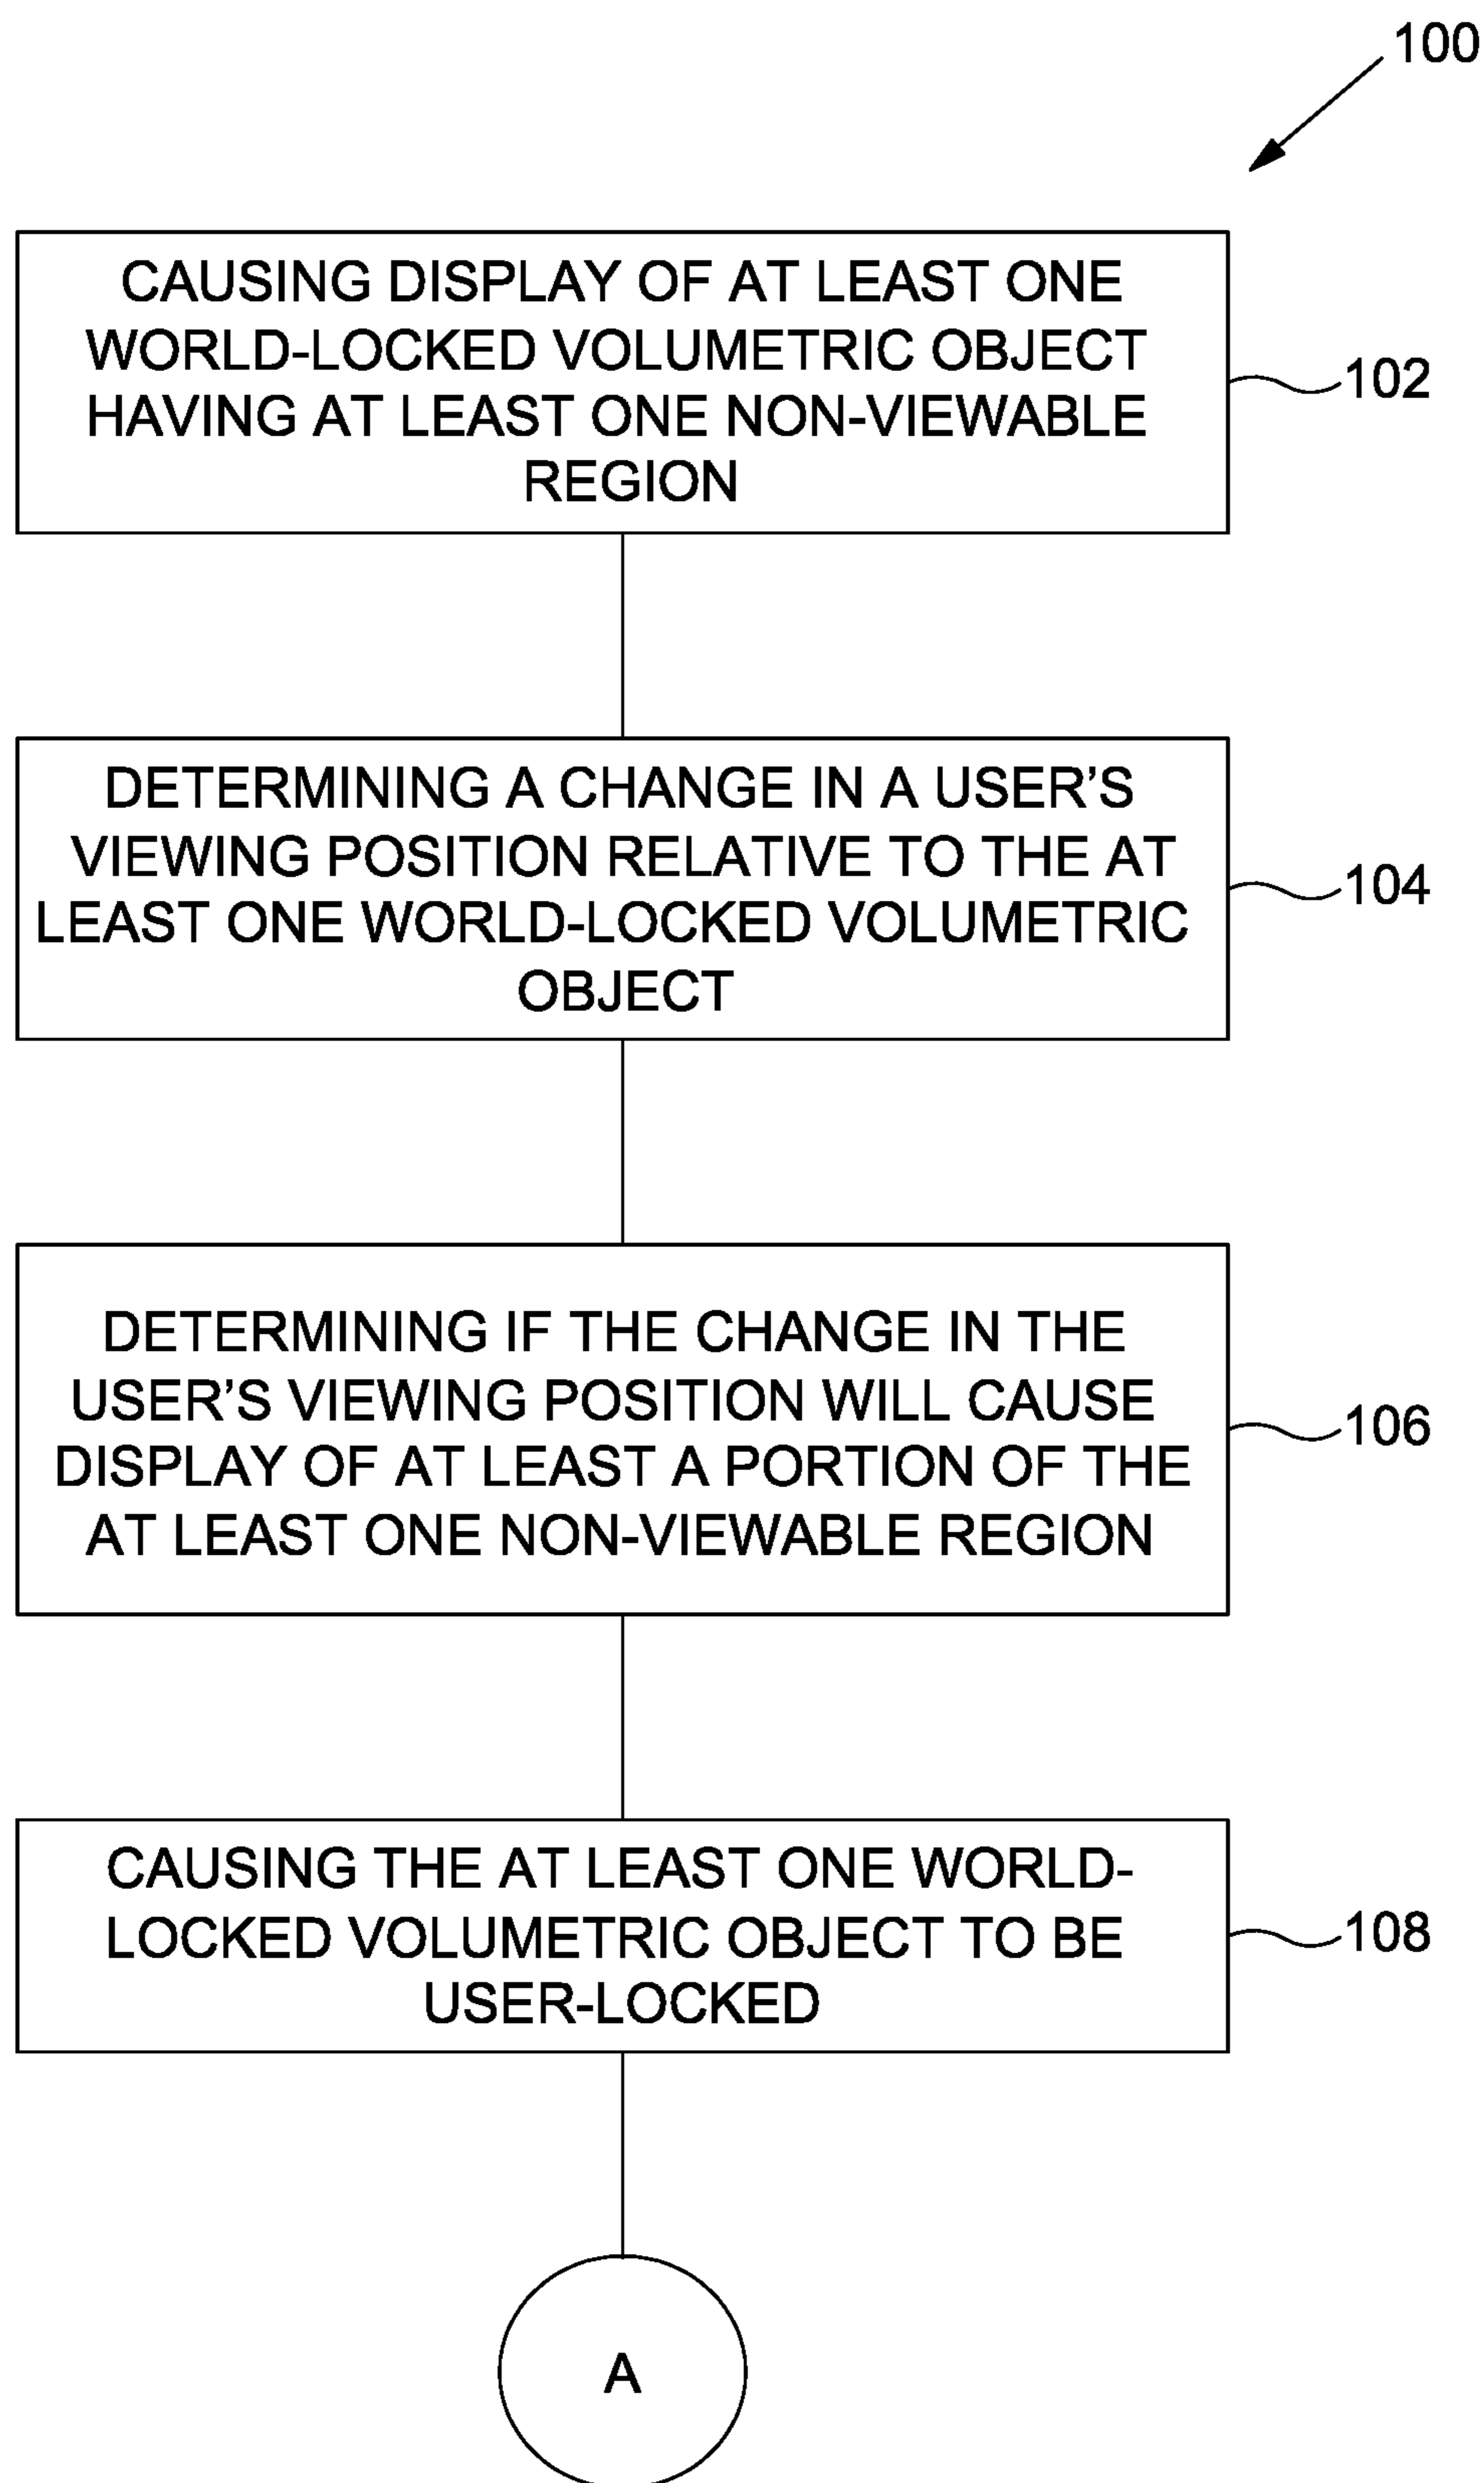 100
CAUSING DISPLAY OF AT LEAST ONE
WORLD-LOCKED VOLUMETRIC OBJECT
HAVING AT LEAST ONE NON-VIEWABLE
REGION
102
DETERMINING A CHANGE IN A USER’S
VIEWING POSITION RELATIVE TO THE AT
LEAST ONE WORLD-LOCKED VOLUMETRIC
OBJECT
104
DETERMINING IF THE CHANGE IN THE
USER’S VIEWING POSITION WILL CAUSE
DISPLAY OF AT LEAST A PORTION OF THE
AT LEAST ONE NON-VIEWABLE REGION
106
CAUSING THE AT LEAST ONE WORLD-
LOCKED VOLUMETRIC OBJECT TO BE
USER-LOCKED
108
A